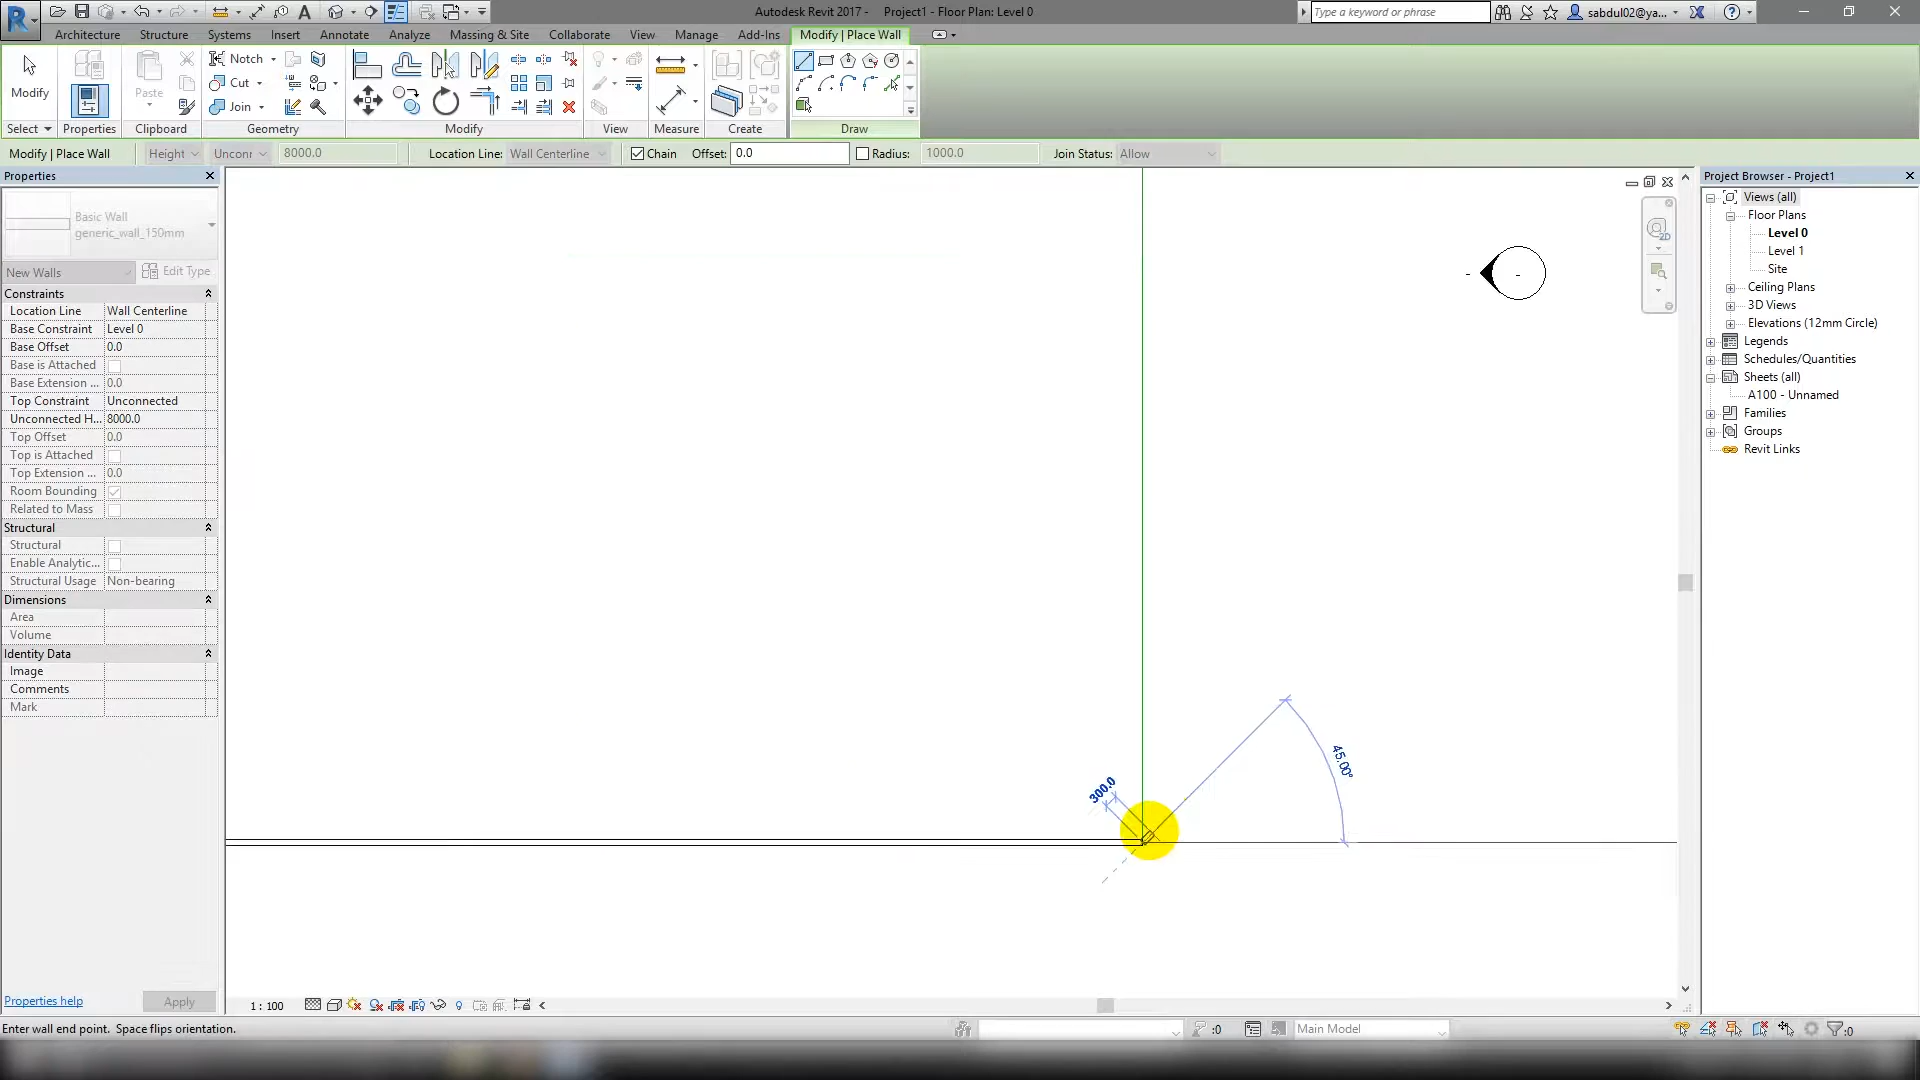 Autodesk Revit 2017 -    Project1 - Floor Plan: Level 0
Type a keyword or phrase
sabdul02@ya...
Architecture
Structure
Systems
Insert
Annotate
Analyze
Massing & Site
Collaborate
View
Manage
Add-Ins
Modify | Place Wall
Modify
Paste
Notch
Cut
Join
Select
Properties
Clipboard
Geometry
Modify
View
Measure
Create
Draw
Modify | Place Wall
Height
Unconr
8000.0
Location Line: Wall Centerline
Chain
Offset: 0.0
Radius: 1000.0
Join Status: Allow
Properties
Basic Wall
generic_wall_150mm
New Walls
Edit Type
Constraints
Location Line Wall Centerline
Base Constraint Level 0
Base Offset 0.0
Base is Attached
Base Extension ... 0.0
Top Constraint Unconnected
Unconnected H... 8000.0
Top Offset 0.0
Top is Attached
Top Extension ... 0.0
Room Bounding
Related to Mass
Structural
Structural
Enable Analytic...
Structural Usage Non-bearing
Dimensions
Area
Volume
Identity Data
Image
Comments
Mark
Properties help
Apply
2D
300.0
45.00°
1 : 100
Project Browser - Project1
Views (all)
Floor Plans
Level 0
Level 1
Site
Ceiling Plans
3D Views
Elevations (12mm Circle)
Legends
Schedules/Quantities
Sheets (all)
A100 - Unnamed
Families
Groups
Revit Links
Enter wall end point.  Space flips orientation.
:0
Main Model
:0